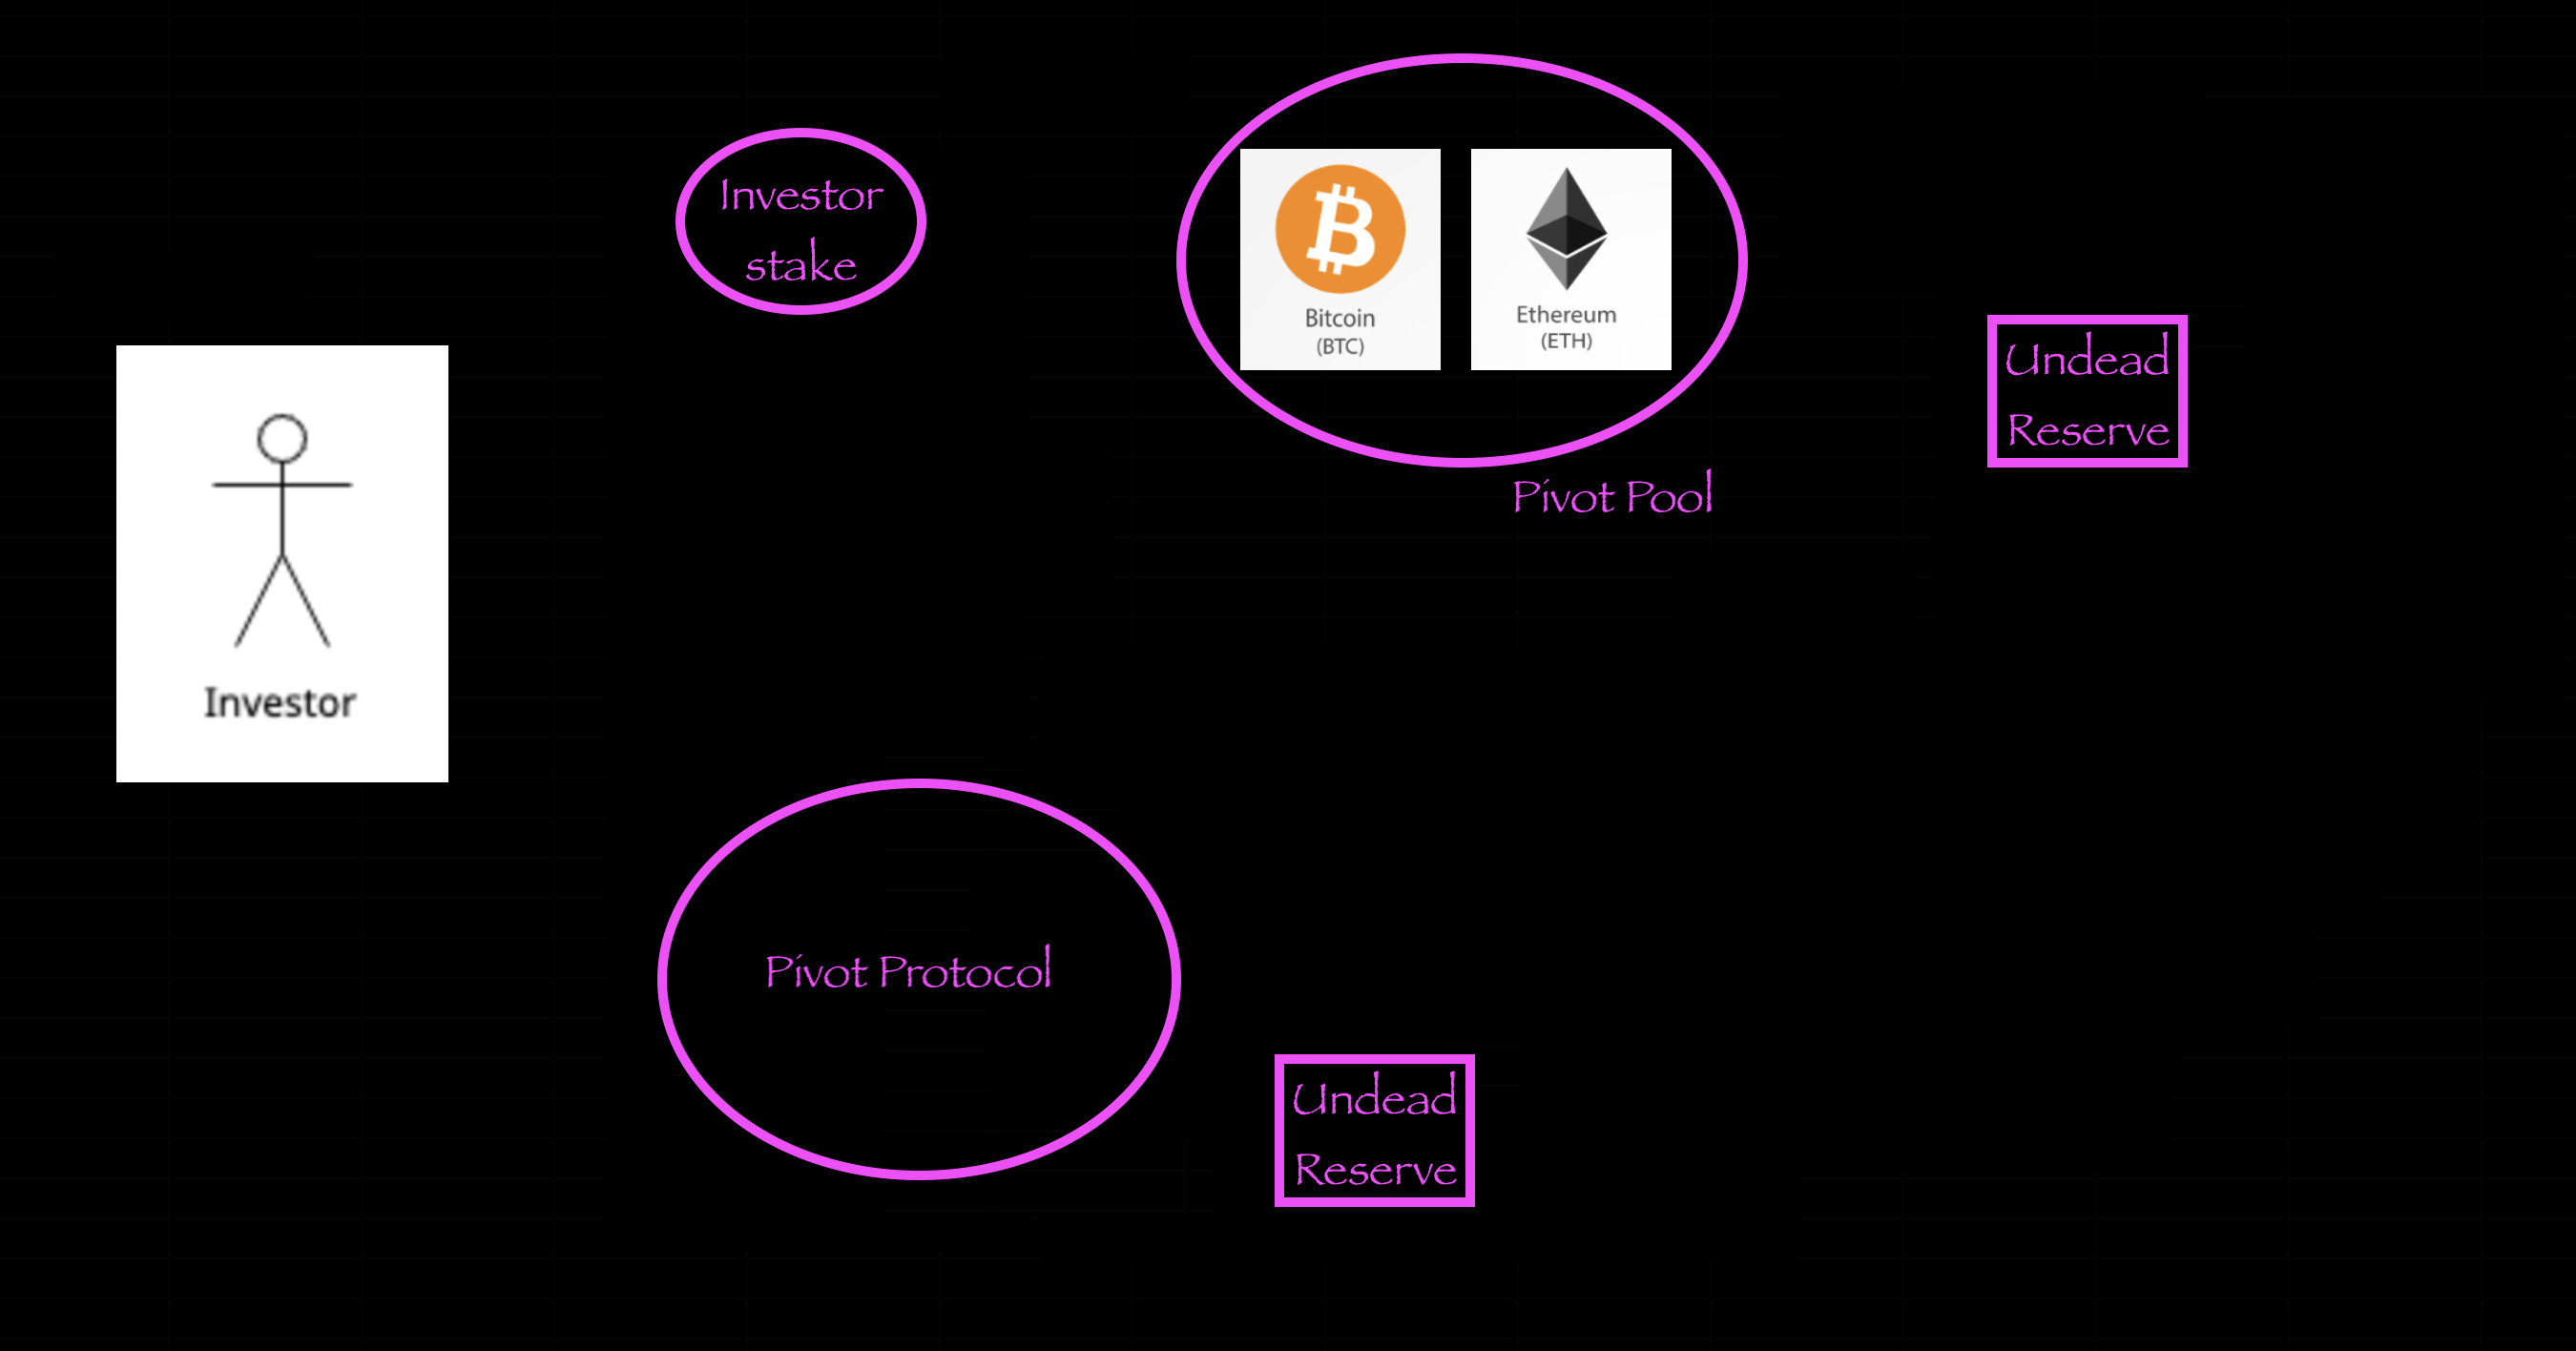 Investor
stake
Bitcoin
(BTC)
Ethereum
(ETH)
Pivot Pool
Undead
Reserve
Investor
Pivot Protocol
Undead
Reserve